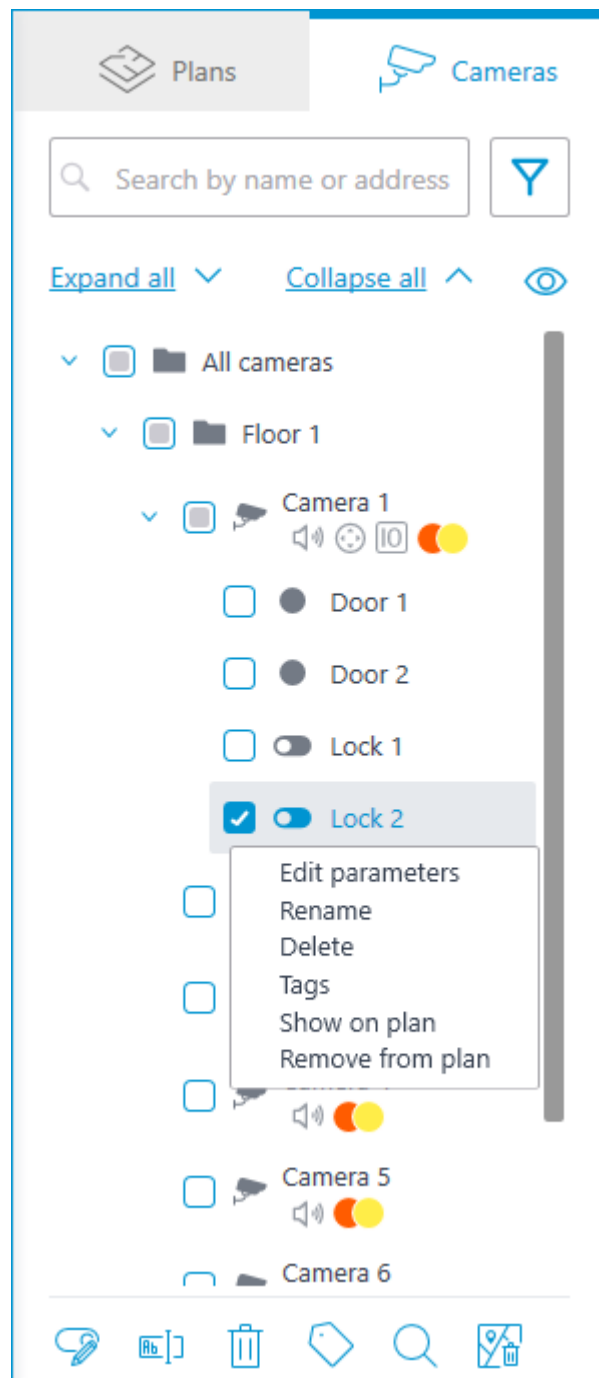 Plans
Cameras
Search by name or address
Expand all
Collapse all
All cameras
Floor 1
Camera 1
IO
Door 1
Door 2
Lock 1
Lock 2
Edit parameters
Rename
Delete
Tags
Show on plan
Remove from plan
Camera 5
Camera 6
Ab